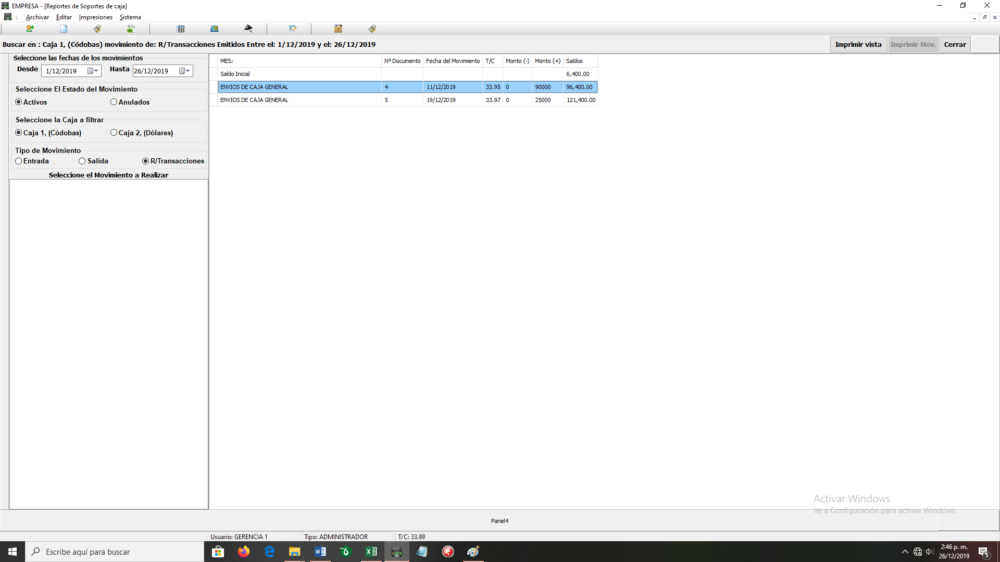 EMPRESA - [Reportes de Soportes de caja]
:. Archivar Editar Impresiones Sistema
Buscar en : Caja 1, (Códobas) movimiento de: R/Transacciones Emitidos Entre el: 1/12/2019 y el: 26/12/2019
Imprimir vista Imprimir Mov. Cerrar
Seleccione las fechas de los movimientos
Desde 1/12/2019 Hasta 26/12/2019
Seleccione El Estado del Movimiento
Activos Anulados
Seleccione la Caja a filtrar
Caja 1, (Códobas) Caja 2, (Dólares)
Tipo de Movimiento
Entrada Salida R/Transacciones
Seleccione el Movimiento a Realizar
MES: Nº Documento Fecha del Movimiento T/C Monto (-) Monto (+) Saldos
Saldo Inicial 6,400.00
ENVIOS DE CAJA GENERAL 4 11/12/2019 33.95 0 90000 96,400.00
ENVIOS DE CAJA GENERAL 5 19/12/2019 33.97 0 25000 121,400.00
Activar Windows
Ve a Configuración para activar Windows.
Panel4
Usuario: GERENCIA 1 Tipo: ADMINISTRADOR T/C: 33.99
Escribe aquí para buscar
2:46 p. m.
26/12/2019
5